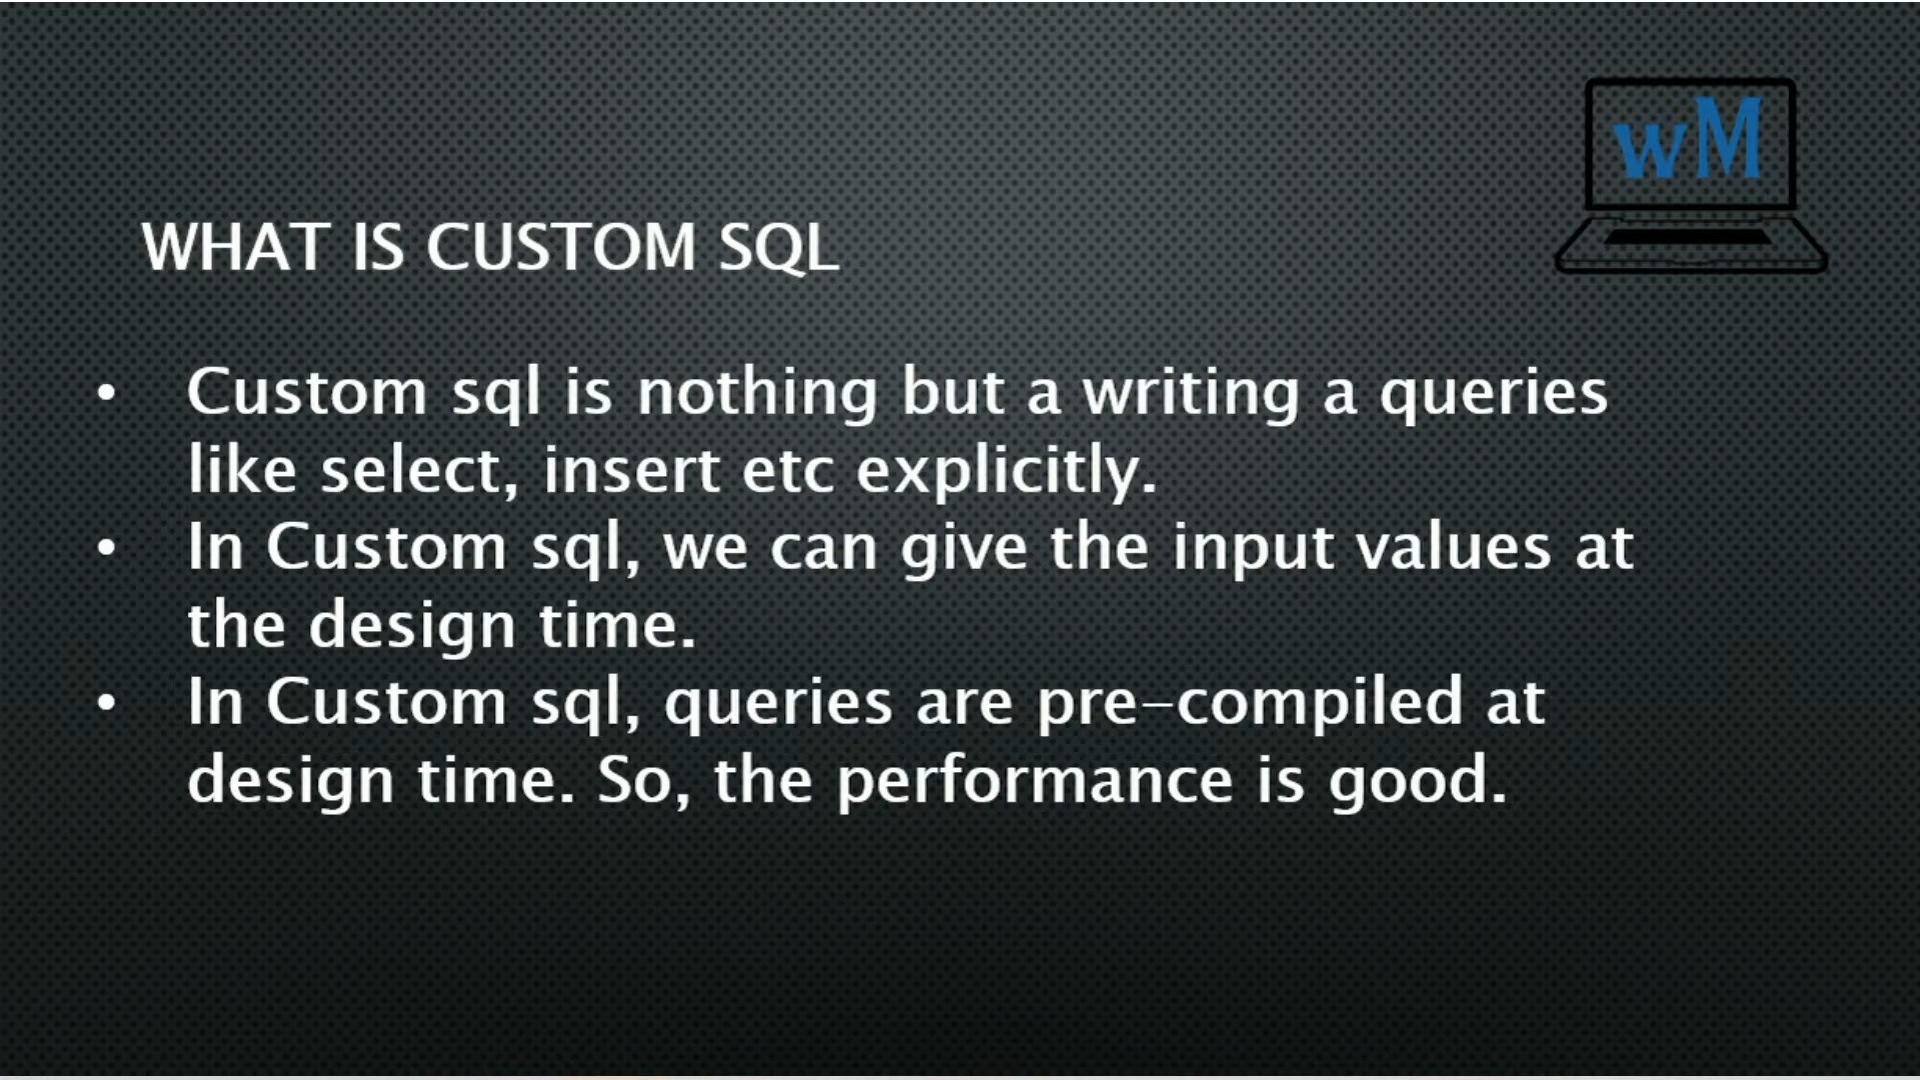 wM
WHAT IS CUSTOM SQL
• Custom sql is nothing but a writing a queries
like select, insert etc explicitly.
• In Custom sql, we can give the input values at
the design time.
• In Custom sql, queries are pre-compiled at
design time. So, the performance is good.